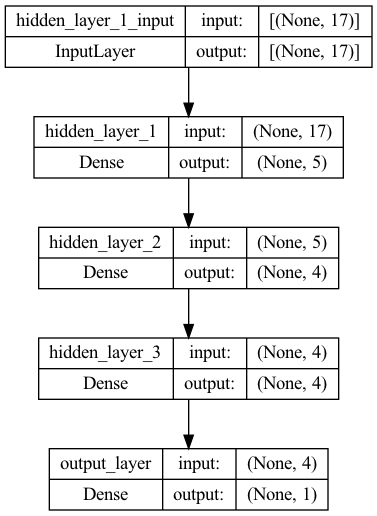 hidden_layer_1_input input: [(None, 17)]
InputLayer output: [(None, 17)]
hidden_layer_1 input: (None, 17)
Dense output: (None, 5)
hidden_layer_2 input: (None, 5)
Dense output: (None, 4)
hidden_layer_3 input: (None, 4)
Dense output: (None, 4)
output_layer input: (None, 4)
Dense output: (None, 1)